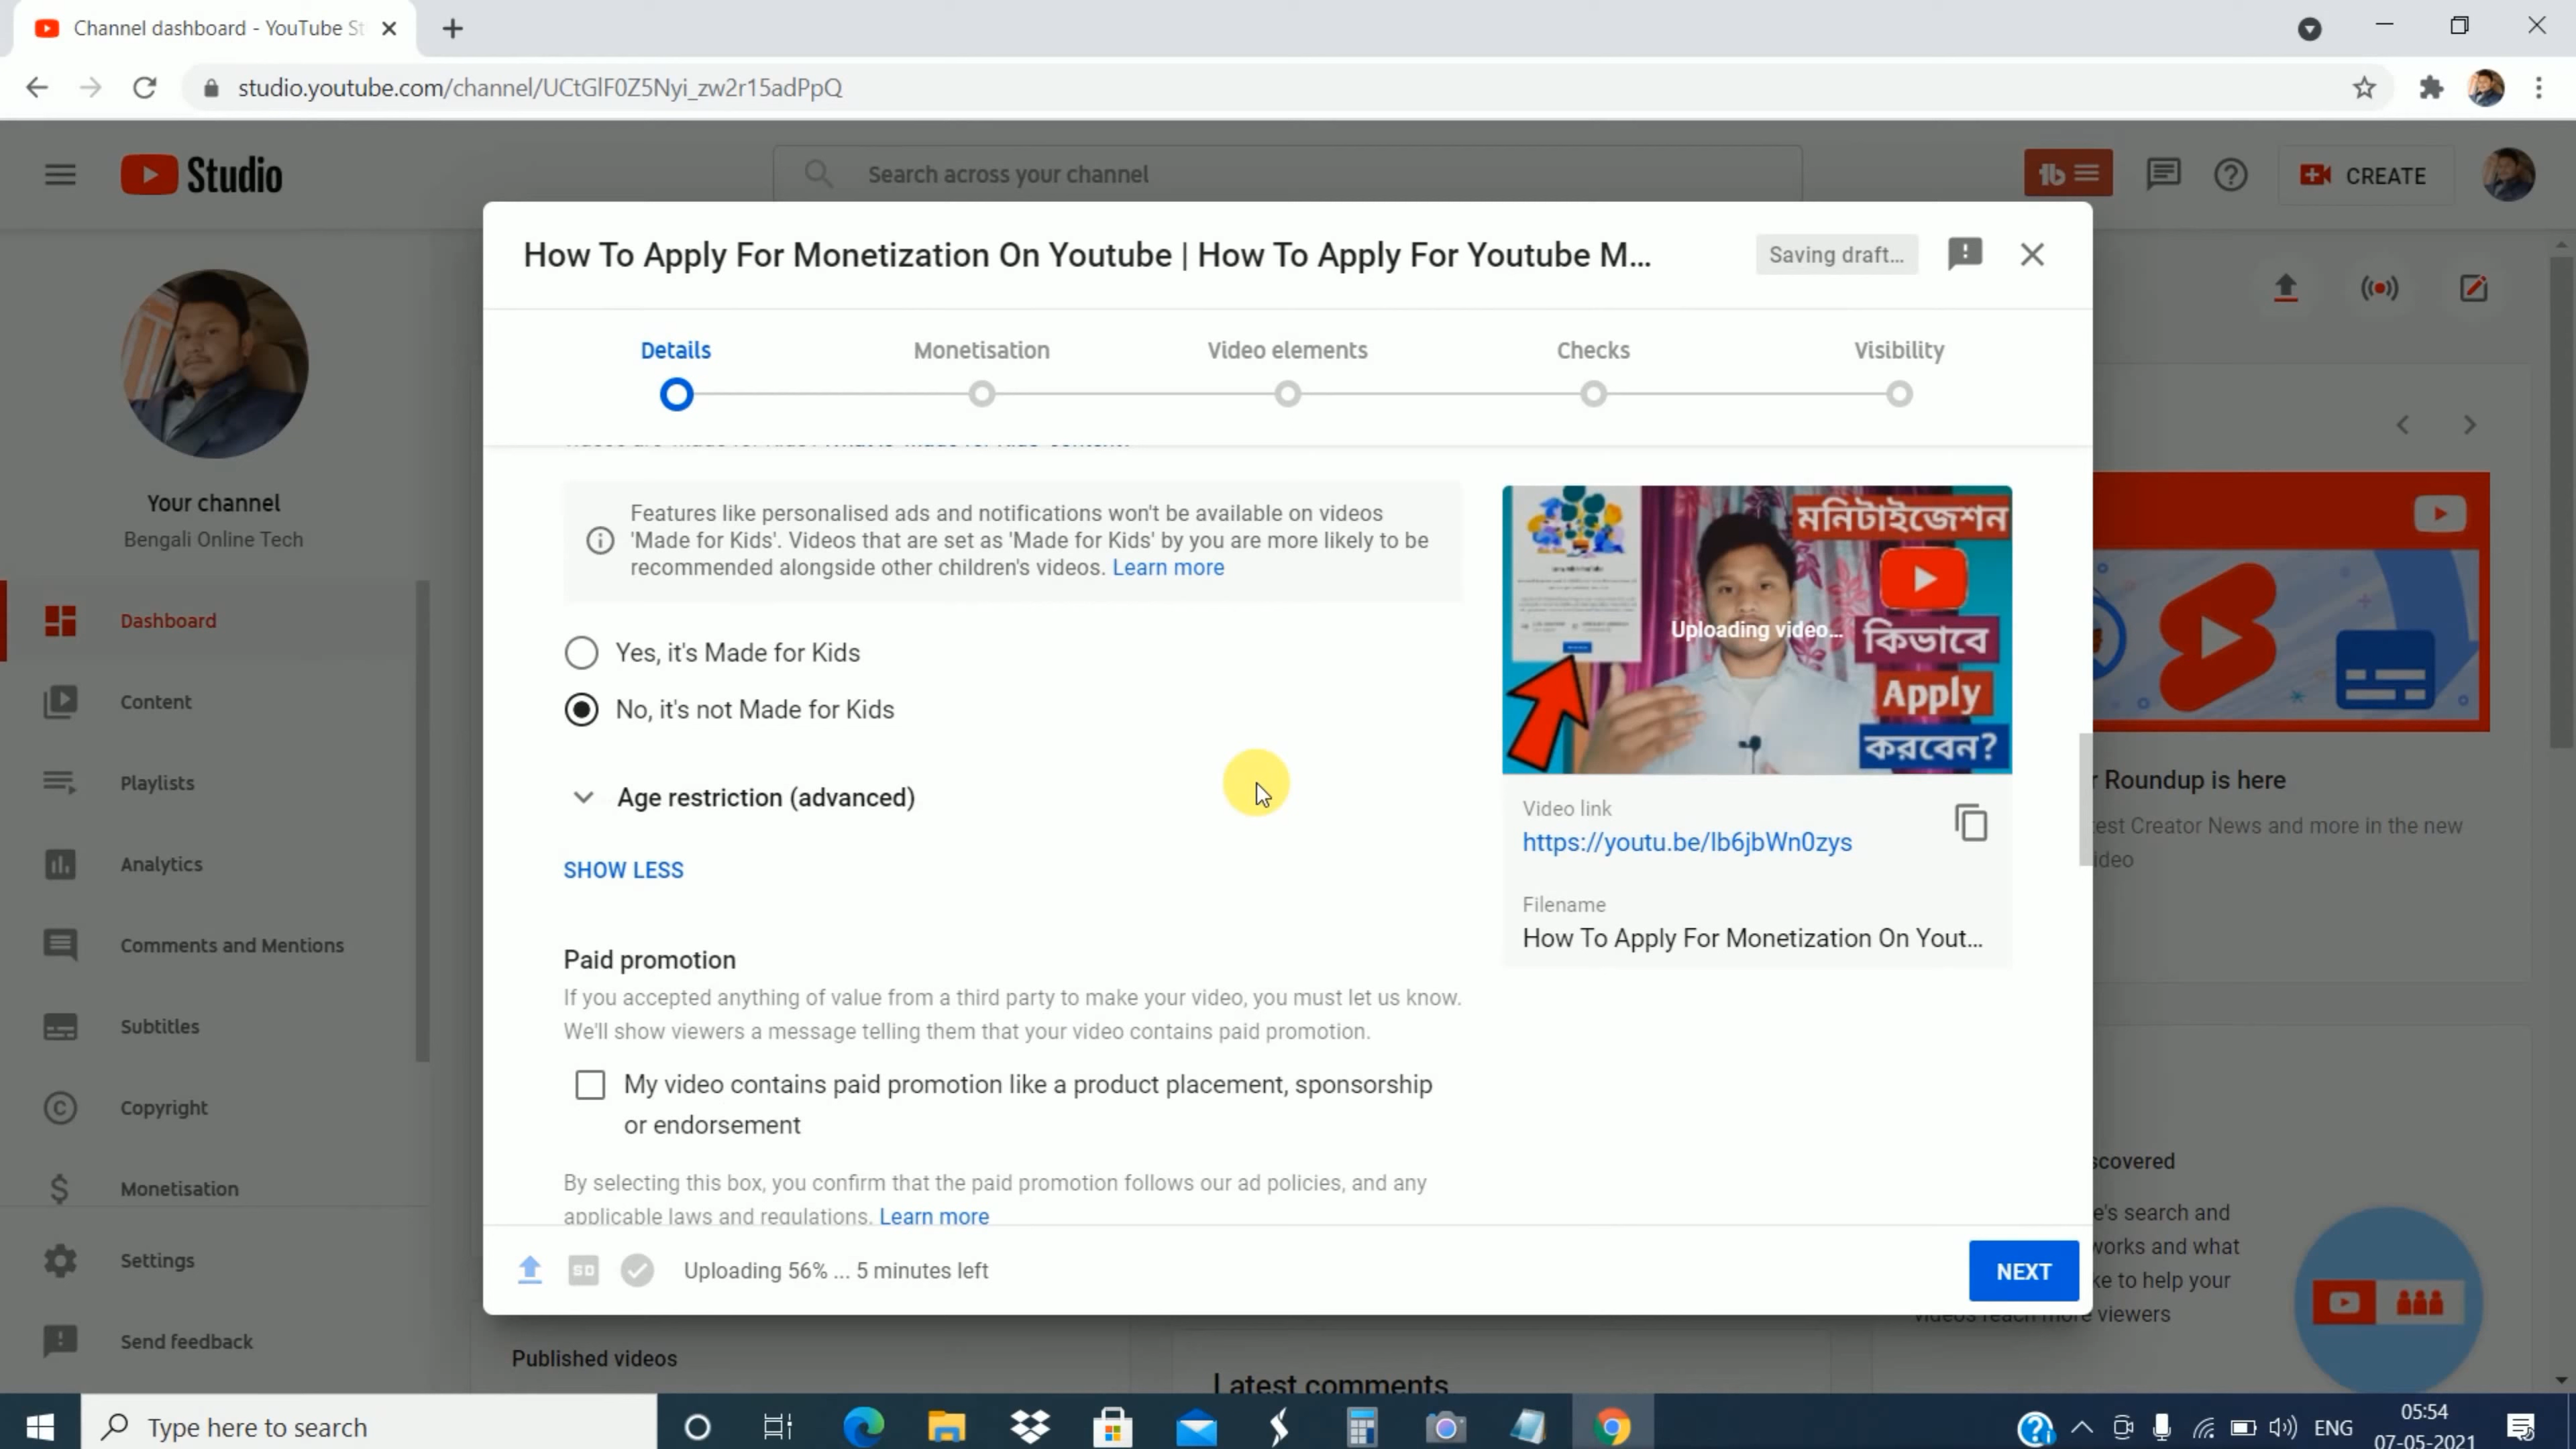 Channel dashboard - YouTube St
studio.youtube.com/channel/UCtGlF0Z5Nyi_zw2r15adPpQ
Studio
Search across your channel
CREATE
How To Apply For Monetization On Youtube | How To Apply For Youtube M...
Saving draft...
Details
Monetisation
Video elements
Checks
Visibility
Your channel
Bengali Online Tech
Dashboard
Content
Playlists
Analytics
Comments and Mentions
Subtitles
Copyright
Monetisation
Settings
Send feedback
Features like personalised ads and notifications won't be available on videos
'Made for Kids'. Videos that are set as 'Made for Kids' by you are more likely to be
recommended alongside other children's videos. Learn more
Yes, it's Made for Kids
No, it's not Made for Kids
Age restriction (advanced)
SHOW LESS
Paid promotion
If you accepted anything of value from a third party to make your video, you must let us know.
We'll show viewers a message telling them that your video contains paid promotion.
My video contains paid promotion like a product placement, sponsorship
or endorsement
By selecting this box, you confirm that the paid promotion follows our ad policies, and any
applicable laws and regulations. Learn more
মনিটাইজেশন
Uploading video...
কিভাবে
Apply
করবেন?
Video link
https://youtu.be/lb6jbWn0zys
Filename
How To Apply For Monetization On Yout...
SD
Uploading 56% ... 5 minutes left
NEXT
r Roundup is here
test Creator News and more in the new
ideo
scovered
e's search and
works and what
ke to help your
videos reach more viewers
Published videos
Latest comments
Type here to search
ENG
05:54
07-05-2021